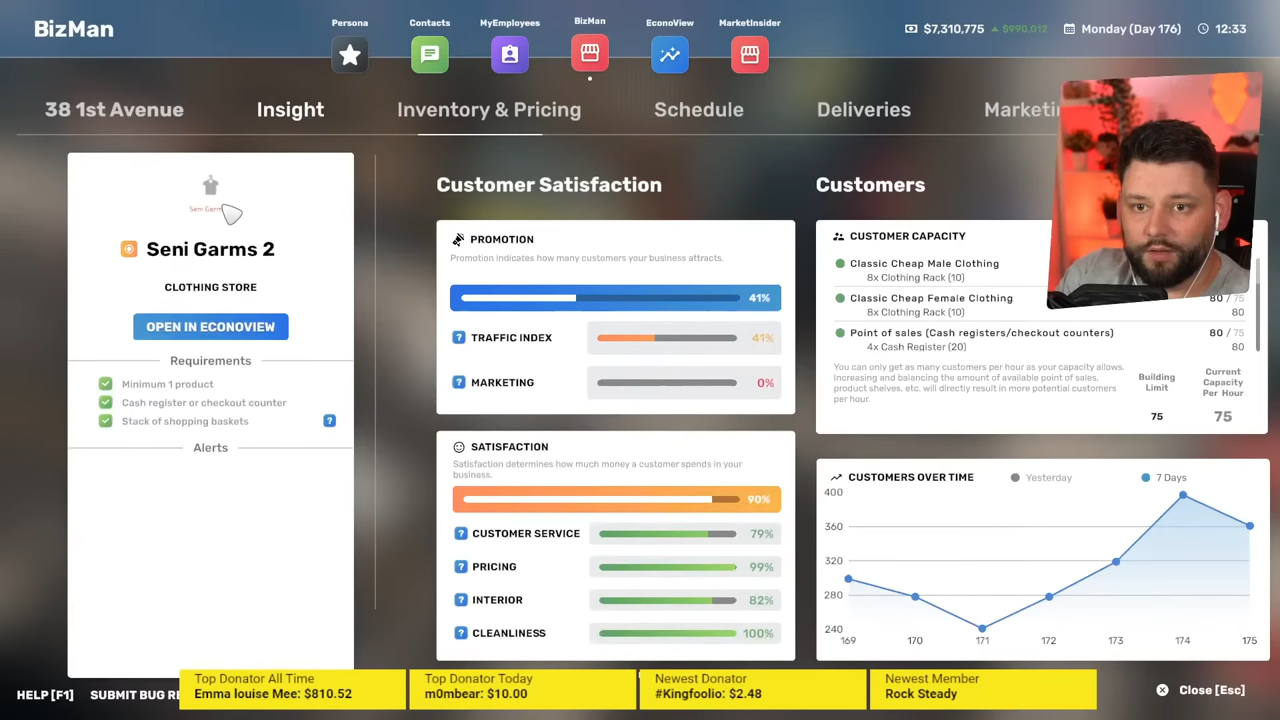 BizMan
Persona
Contacts
MyEmployees
BizMan
EconoView
MarketInsider
$7,310,775 ▲ $990,012
Monday (Day 176)
12:33
38 1st Avenue
Insight
Inventory & Pricing
Schedule
Deliveries
Seni Garms 2
CLOTHING STORE
OPEN IN ECONOVIEW
Requirements
Minimum 1 product
Cash register or checkout counter
Stack of shopping baskets
?
Alerts
Customer Satisfaction
PROMOTION
Promotion indicates how many customers your business attracts.
41%
? TRAFFIC INDEX 41%
? MARKETING 0%
SATISFACTION
Satisfaction determines how much money a customer spends in your
business.
90%
? CUSTOMER SERVICE 79%
? PRICING 99%
? INTERIOR 82%
? CLEANLINESS 100%
Customers
CUSTOMER CAPACITY
Classic Cheap Male Clothing
8x Clothing Rack (10)
Classic Cheap Female Clothing 80 / 75
8x Clothing Rack (10) 80
Point of sales (Cash registers/checkout counters) 80 / 75
4x Cash Register (20) 80
You can only get as many customers per hour as your capacity allows.
Increasing and balancing the amount of available point of sales,
product shelves, etc. will directly result in more potential customers
per hour.
Building
Limit
75
Current
Capacity
Per Hour
75
CUSTOMERS OVER TIME
Yesterday
7 Days
400
360
320
280
240
169 170 171 172 173 174 175
HELP [F1]
SUBMIT BUG
Top Donator All Time
Emma louise Mee: $810.52
Top Donator Today
m0mbear: $10.00
Newest Donator
#Kingfoolio: $2.48
Newest Member
Rock Steady
Close [Esc]